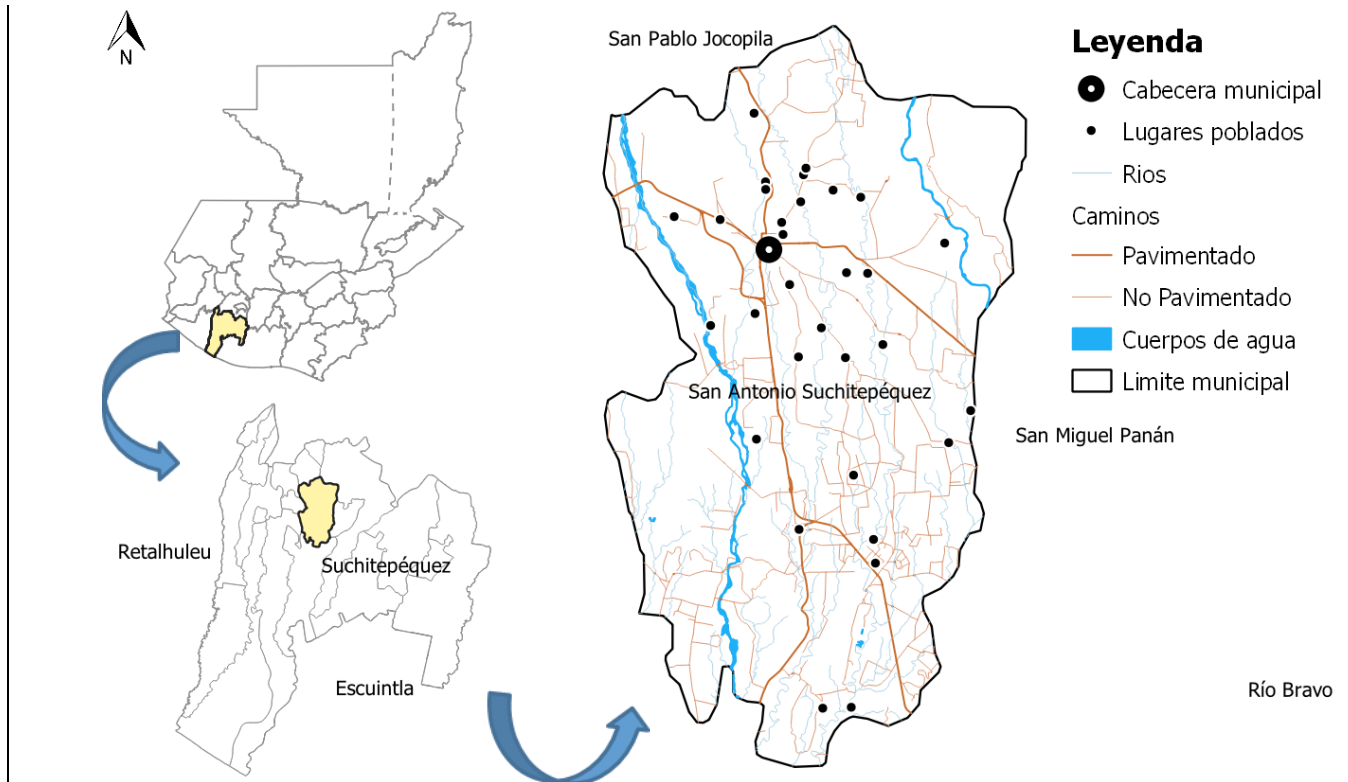 N
San Pablo Jocopila
Leyenda
Cabecera municipal
Lugares poblados
Rios
Caminos
Pavimentado
No Pavimentado
Cuerpos de agua
Limite municipal
San Antonio Suchitepéquez
San Miguel Panán
Retalhuleu
Suchitepéquez
Escuintla
Río Bravo